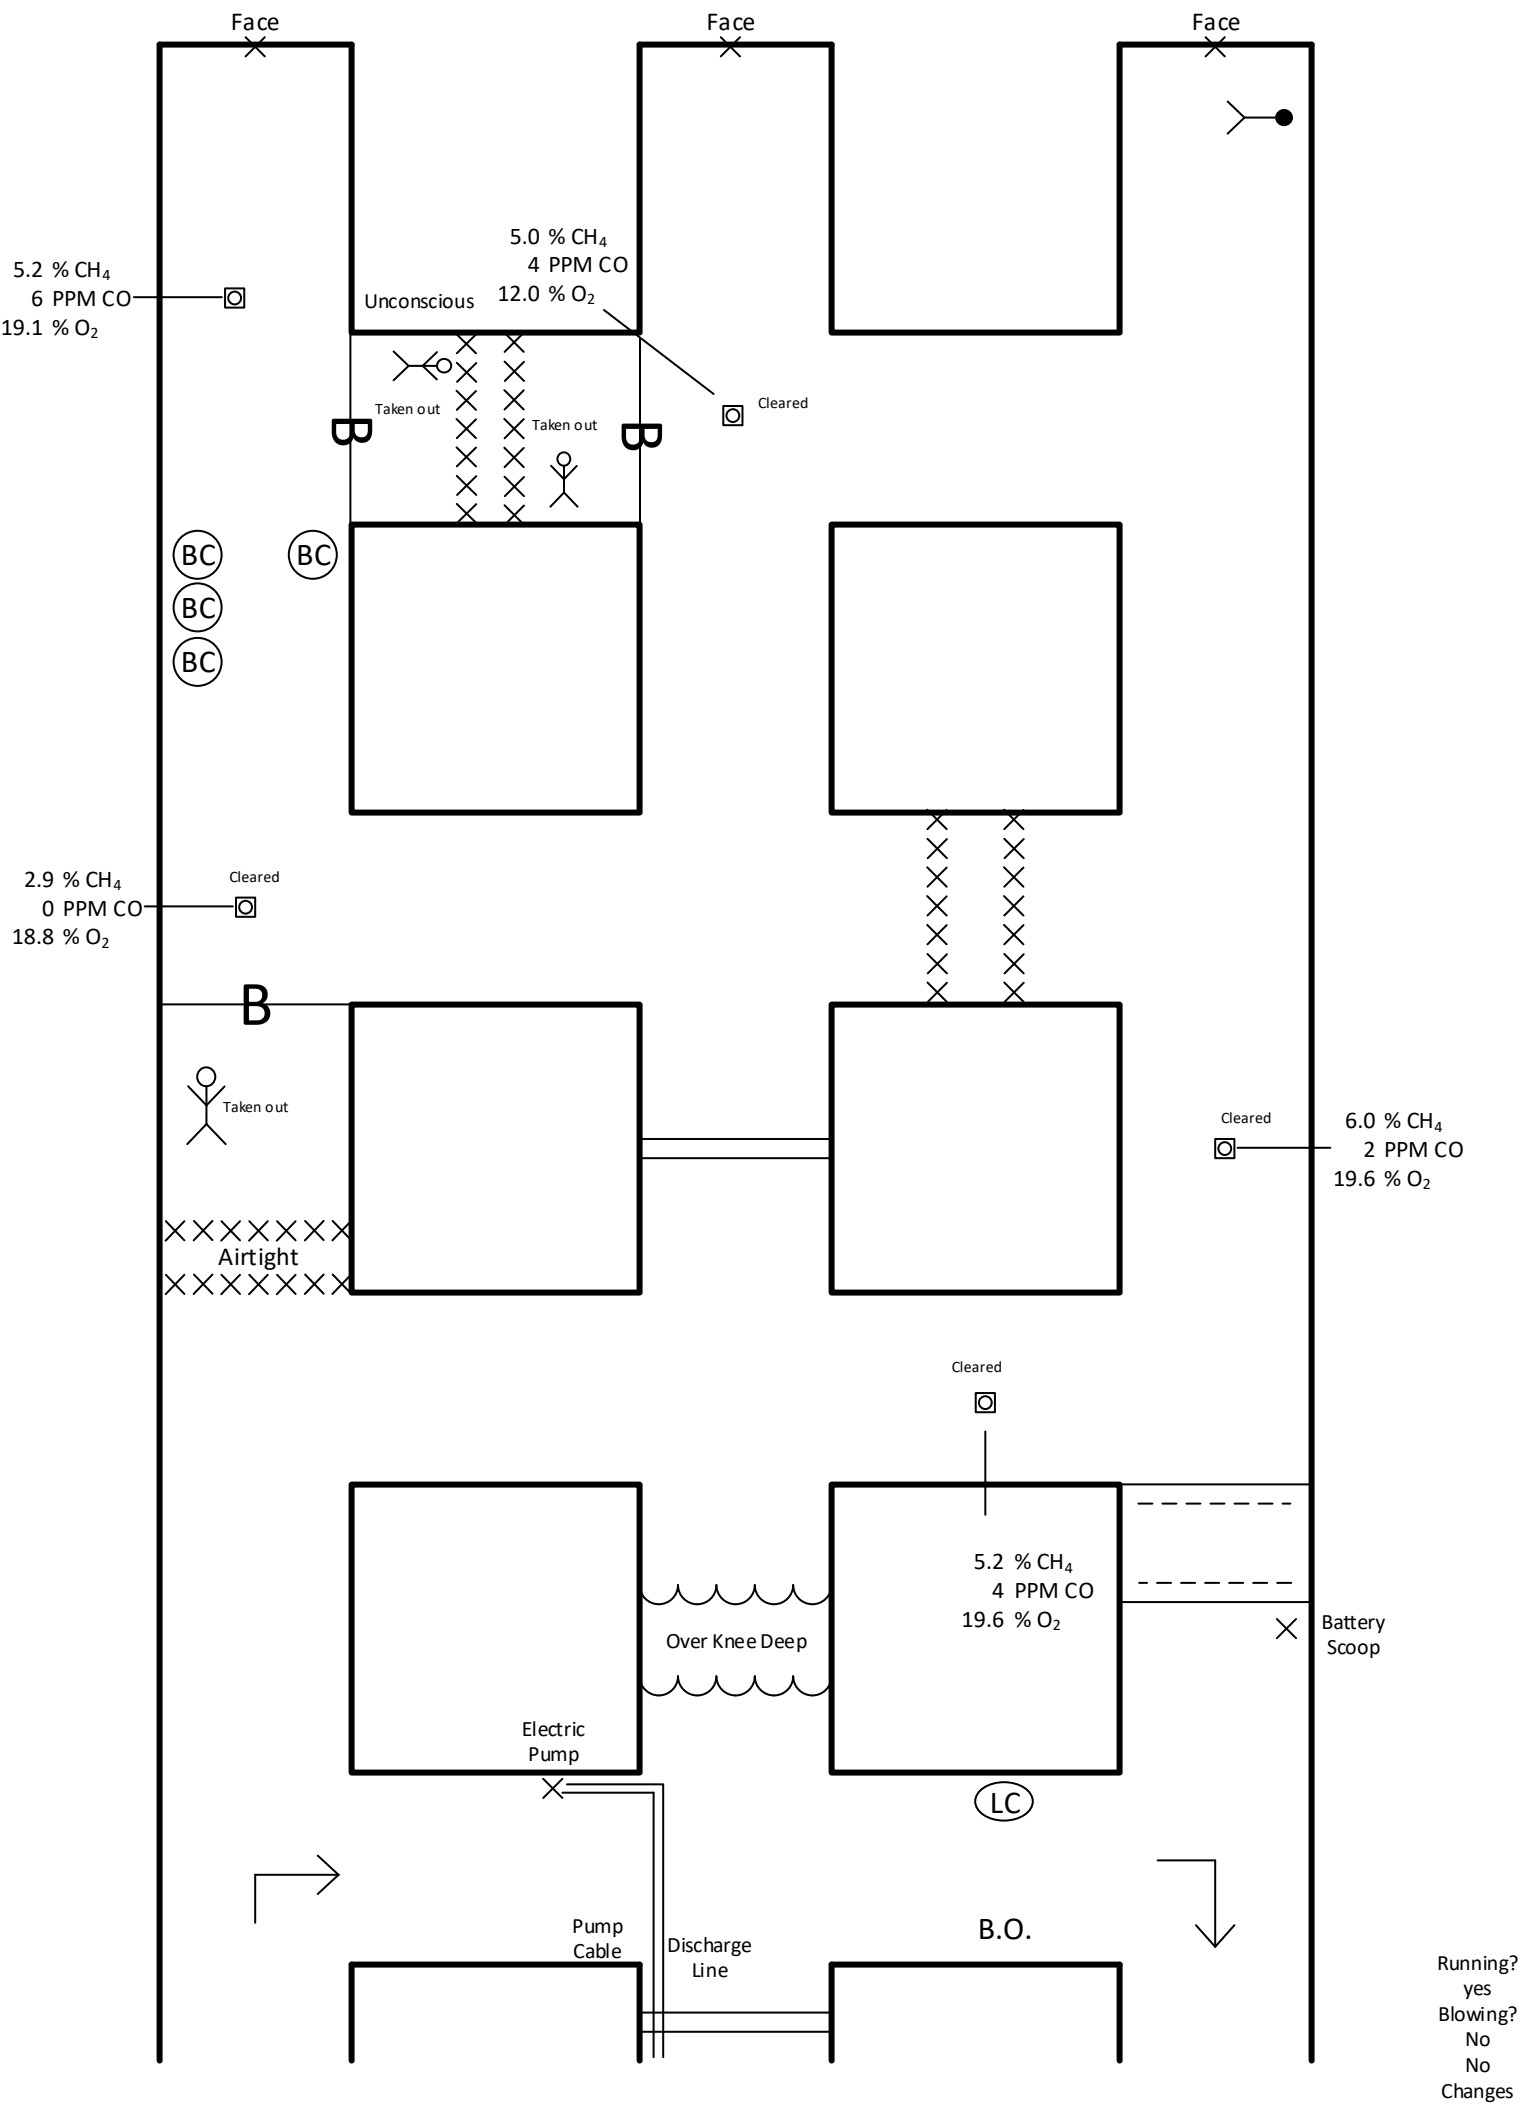 Face
Face
Face
5.0 % CH₄
4 PPM CO
12.0 % O₂
5.2 % CH₄
6 PPM CO
19.1 % O₂
Unconscious
Taken out
Taken out
Cleared
B
B
BC
BC
BC
BC
2.9 % CH₄
0 PPM CO
18.8 % O₂
Cleared
B
Taken out
Airtight
Cleared
6.0 % CH₄
2 PPM CO
19.6 % O₂
Cleared
5.2 % CH₄
4 PPM CO
19.6 % O₂
Over Knee Deep
Battery
Scoop
Electric
Pump
LC
Pump
Cable
Discharge
Line
B.O.
Running?
yes
Blowing?
No
No
Changes